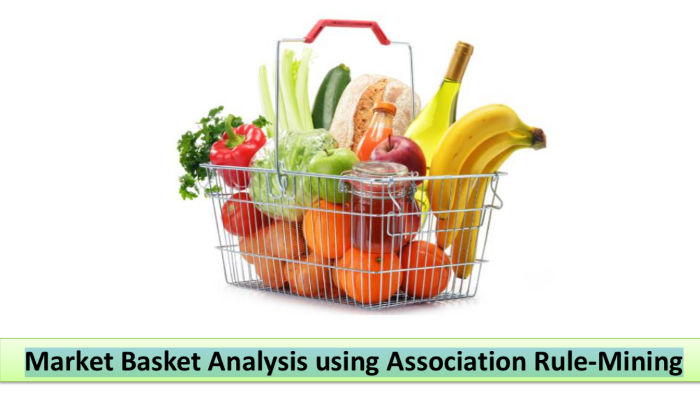 Market Basket Analysis using Association Rule-Mining